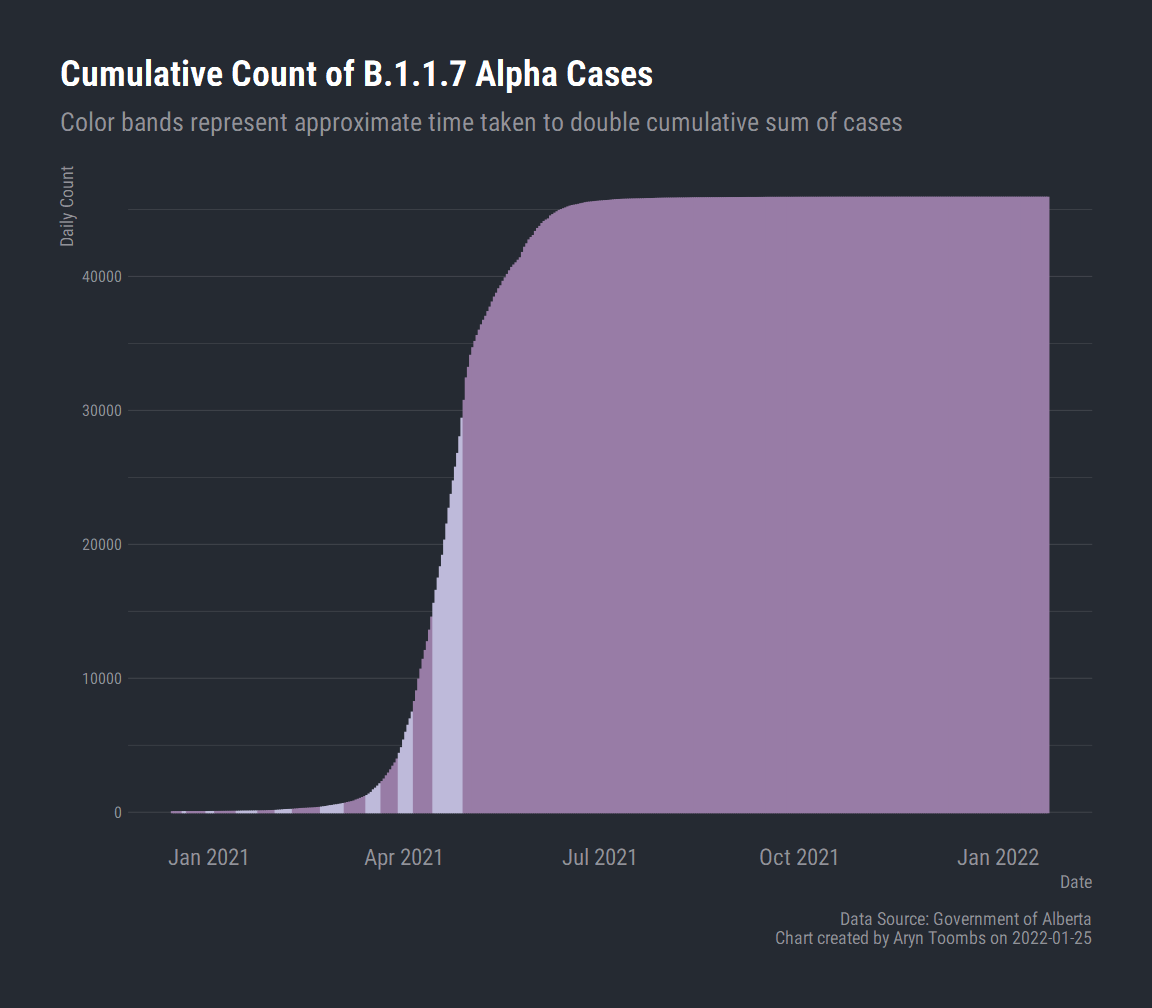 Cumulative Count of B.1.1.7 Alpha Cases
Color bands represent approximate time taken to double cumulative sum of cases
Daily Count
40000
30000
20000
10000
0
Jan 2021 Apr 2021 Jul 2021 Oct 2021 Jan 2022
Date
Data Source: Government of Alberta
Chart created by Aryn Toombs on 2022-01-25